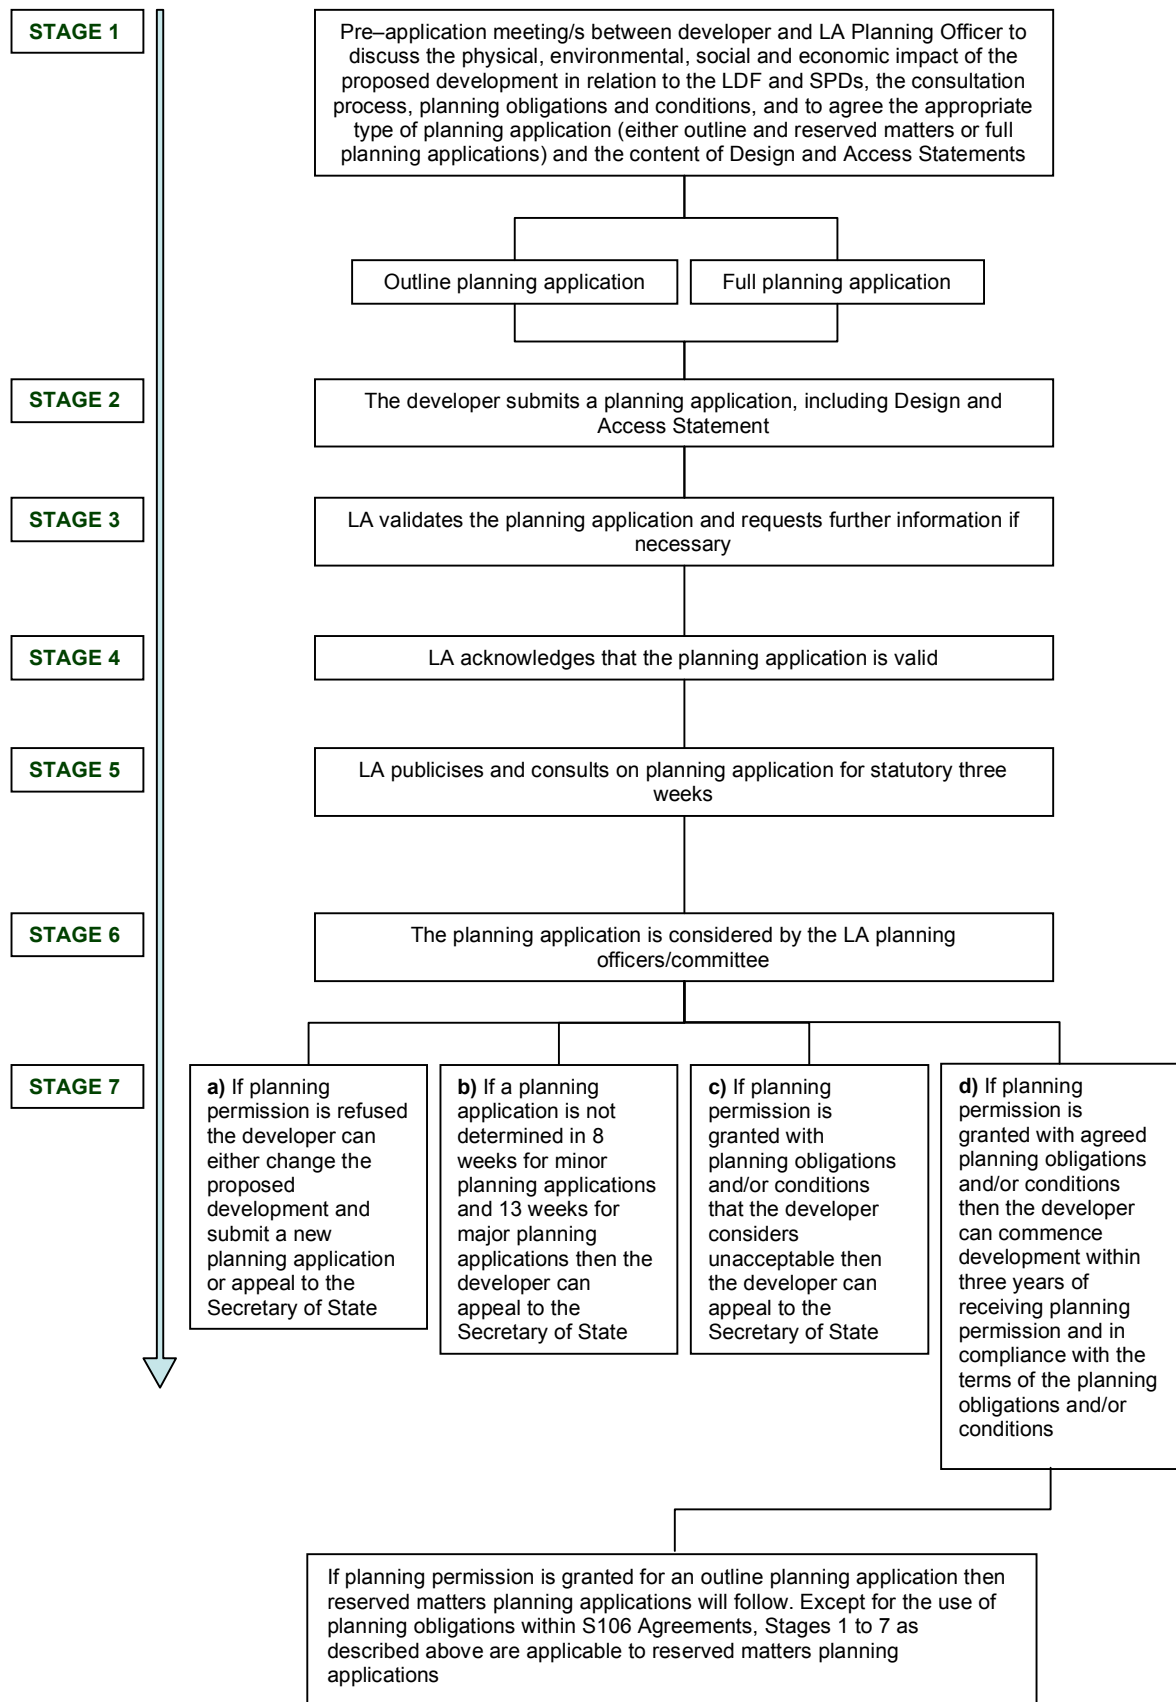 STAGE 1
Pre–application meeting/s between developer and LA Planning Officer to
discuss the physical, environmental, social and economic impact of the
proposed development in relation to the LDF and SPDs, the consultation
process, planning obligations and conditions, and to agree the appropriate
type of planning application (either outline and reserved matters or full
planning applications) and the content of Design and Access Statements
Outline planning application
Full planning application
STAGE 2
The developer submits a planning application, including Design and
Access Statement
STAGE 3
LA validates the planning application and requests further information if
necessary
STAGE 4
LA acknowledges that the planning application is valid
STAGE 5
LA publicises and consults on planning application for statutory three
weeks
STAGE 6
The planning application is considered by the LA planning
officers/committee
STAGE 7
a) If planning
permission is refused
the developer can
either change the
proposed
development and
submit a new
planning application
or appeal to the
Secretary of State
b) If a planning
application is not
determined in 8
weeks for minor
planning applications
and 13 weeks for
major planning
applications then the
developer can
appeal to the
Secretary of State
c) If planning
permission is
granted with
planning obligations
and/or conditions
that the developer
considers
unacceptable then
the developer can
appeal to the
Secretary of State
d) If planning
permission is
granted with agreed
planning obligations
and/or conditions
then the developer
can commence
development within
three years of
receiving planning
permission and in
compliance with the
terms of the planning
obligations and/or
conditions
If planning permission is granted for an outline planning application then
reserved matters planning applications will follow. Except for the use of
planning obligations within S106 Agreements, Stages 1 to 7 as
described above are applicable to reserved matters planning
applications